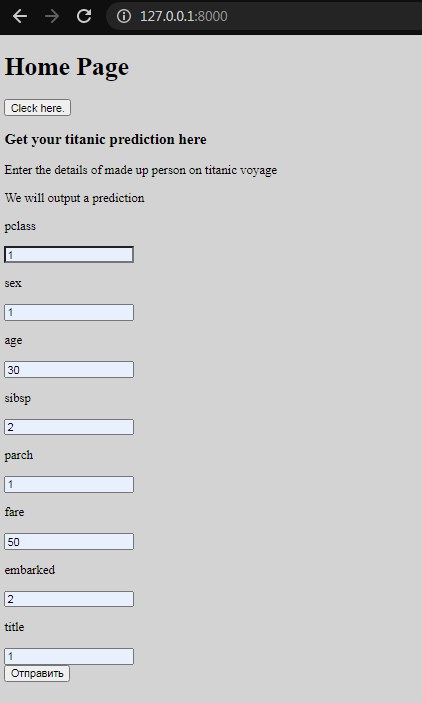 127.0.0.1:8000
Home Page
Cleck here.
Get your titanic prediction here
Enter the details of made up person on titanic voyage
We will output a prediction
pclass
1
sex
1
age
30
sibsp
2
parch
1
fare
50
embarked
2
title
1
Отправить